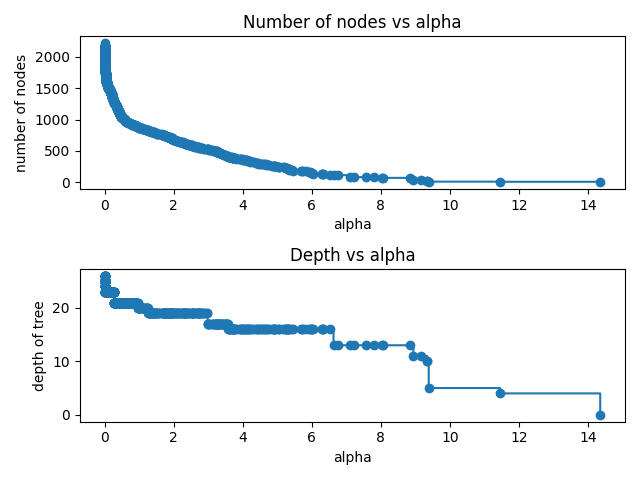 Number of nodes vs alpha
number of nodes
2000
1500
1000
500
0
0 2 4 6 8 10 12 14
alpha
Depth vs alpha
depth of tree
20
10
0
0 2 4 6 8 10 12 14
alpha